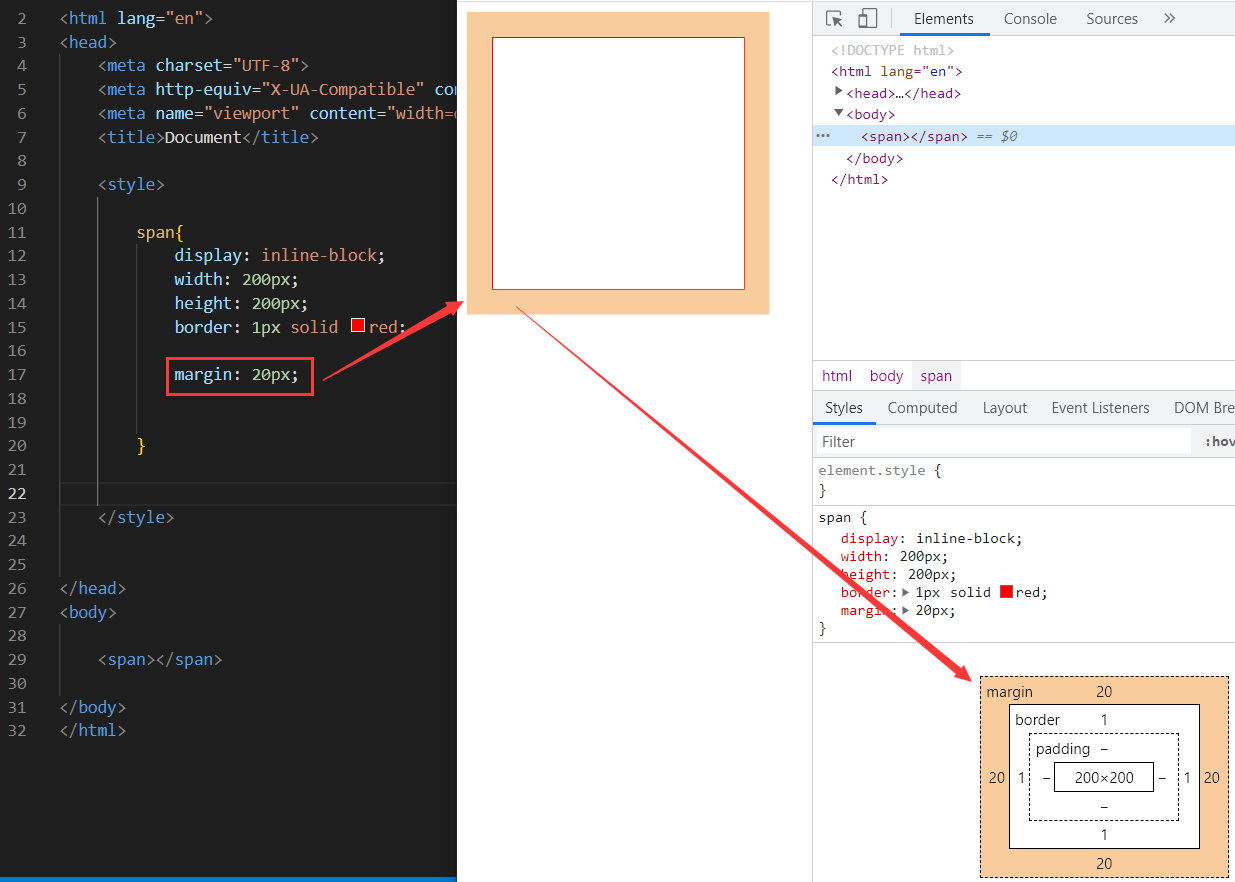 2 <html lang="en">
3 <head>
4 <meta charset="UTF-8">
5 <meta http-equiv="X-UA-Compatible" con
6 <meta name="viewport" content="width=
7 <title>Document</title>
8
9 <style>
10
11 span{
12 display: inline-block;
13 width: 200px;
14 height: 200px;
15 border: 1px solid red;
16
17 margin: 20px;
18
19
20 }
21
22
23 </style>
24
25
26 </head>
27 <body>
28
29 <span></span>
30
31 </body>
32 </html>
Elements Console Sources »
<!DOCTYPE html>
<html lang="en">
▶<head>…</head>
▼<body>
••• <span></span> == $0
</body>
</html>
html body span
Styles Computed Layout Event Listeners DOM Bre
Filter :hov
element.style {
}
span {
display: inline-block;
width: 200px;
height: 200px;
border:▶1px solid red;
margin:▶20px;
}
margin 20
border 1
padding –
20 1 – 200×200 – 1 20
–
1
20